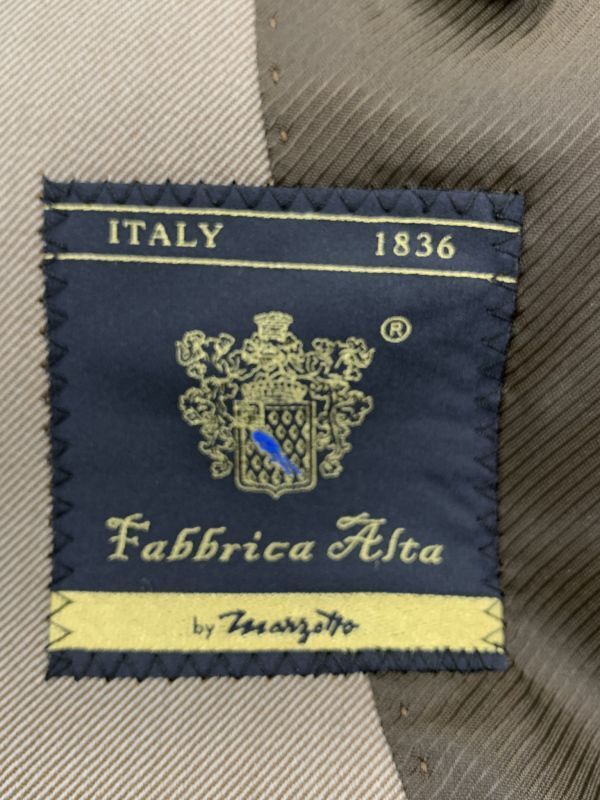 ITALY 1836
®
Fabbrica Alta
by Marzotto